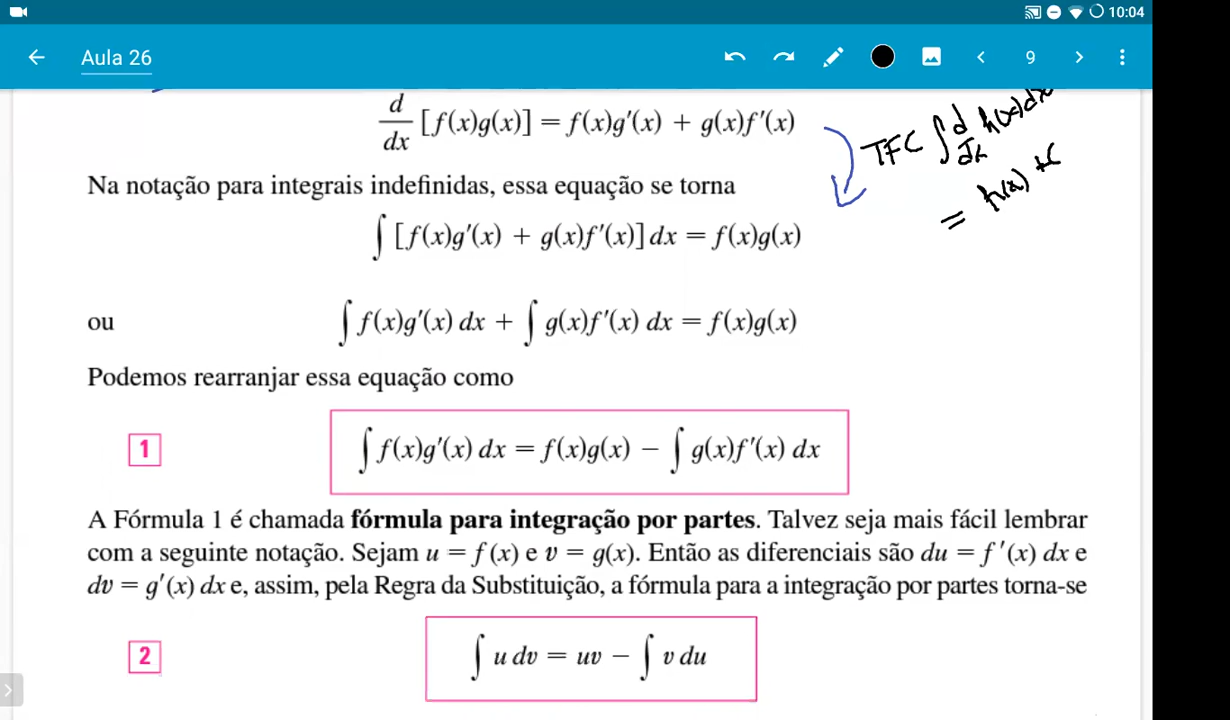 10:04
Aula 26
9
d/dx [f(x)g(x)] = f(x)g′(x) + g(x)f′(x)
TFC ∫ d/dx h(x) dx
= h(x) + C
Na notação para integrais indefinidas, essa equação se torna
∫ [f(x)g′(x) + g(x)f′(x)] dx = f(x)g(x)
ou ∫ f(x)g′(x) dx + ∫ g(x)f′(x) dx = f(x)g(x)
Podemos rearranjar essa equação como
1 ∫ f(x)g′(x) dx = f(x)g(x) − ∫ g(x)f′(x) dx
A Fórmula 1 é chamada fórmula para integração por partes. Talvez seja mais fácil lembrar
com a seguinte notação. Sejam u = f(x) e v = g(x). Então as diferenciais são du = f′(x) dx e
dv = g′(x) dx e, assim, pela Regra da Substituição, a fórmula para a integração por partes torna-se
2 ∫ u dv = uv − ∫ v du